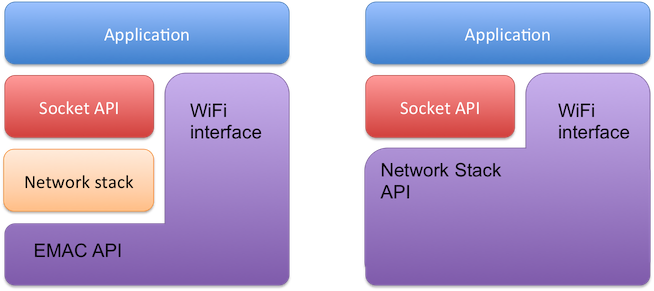 Application
Socket API
WiFi
interface
Network stack
EMAC API
Application
Socket API
WiFi
interface
Network Stack
API